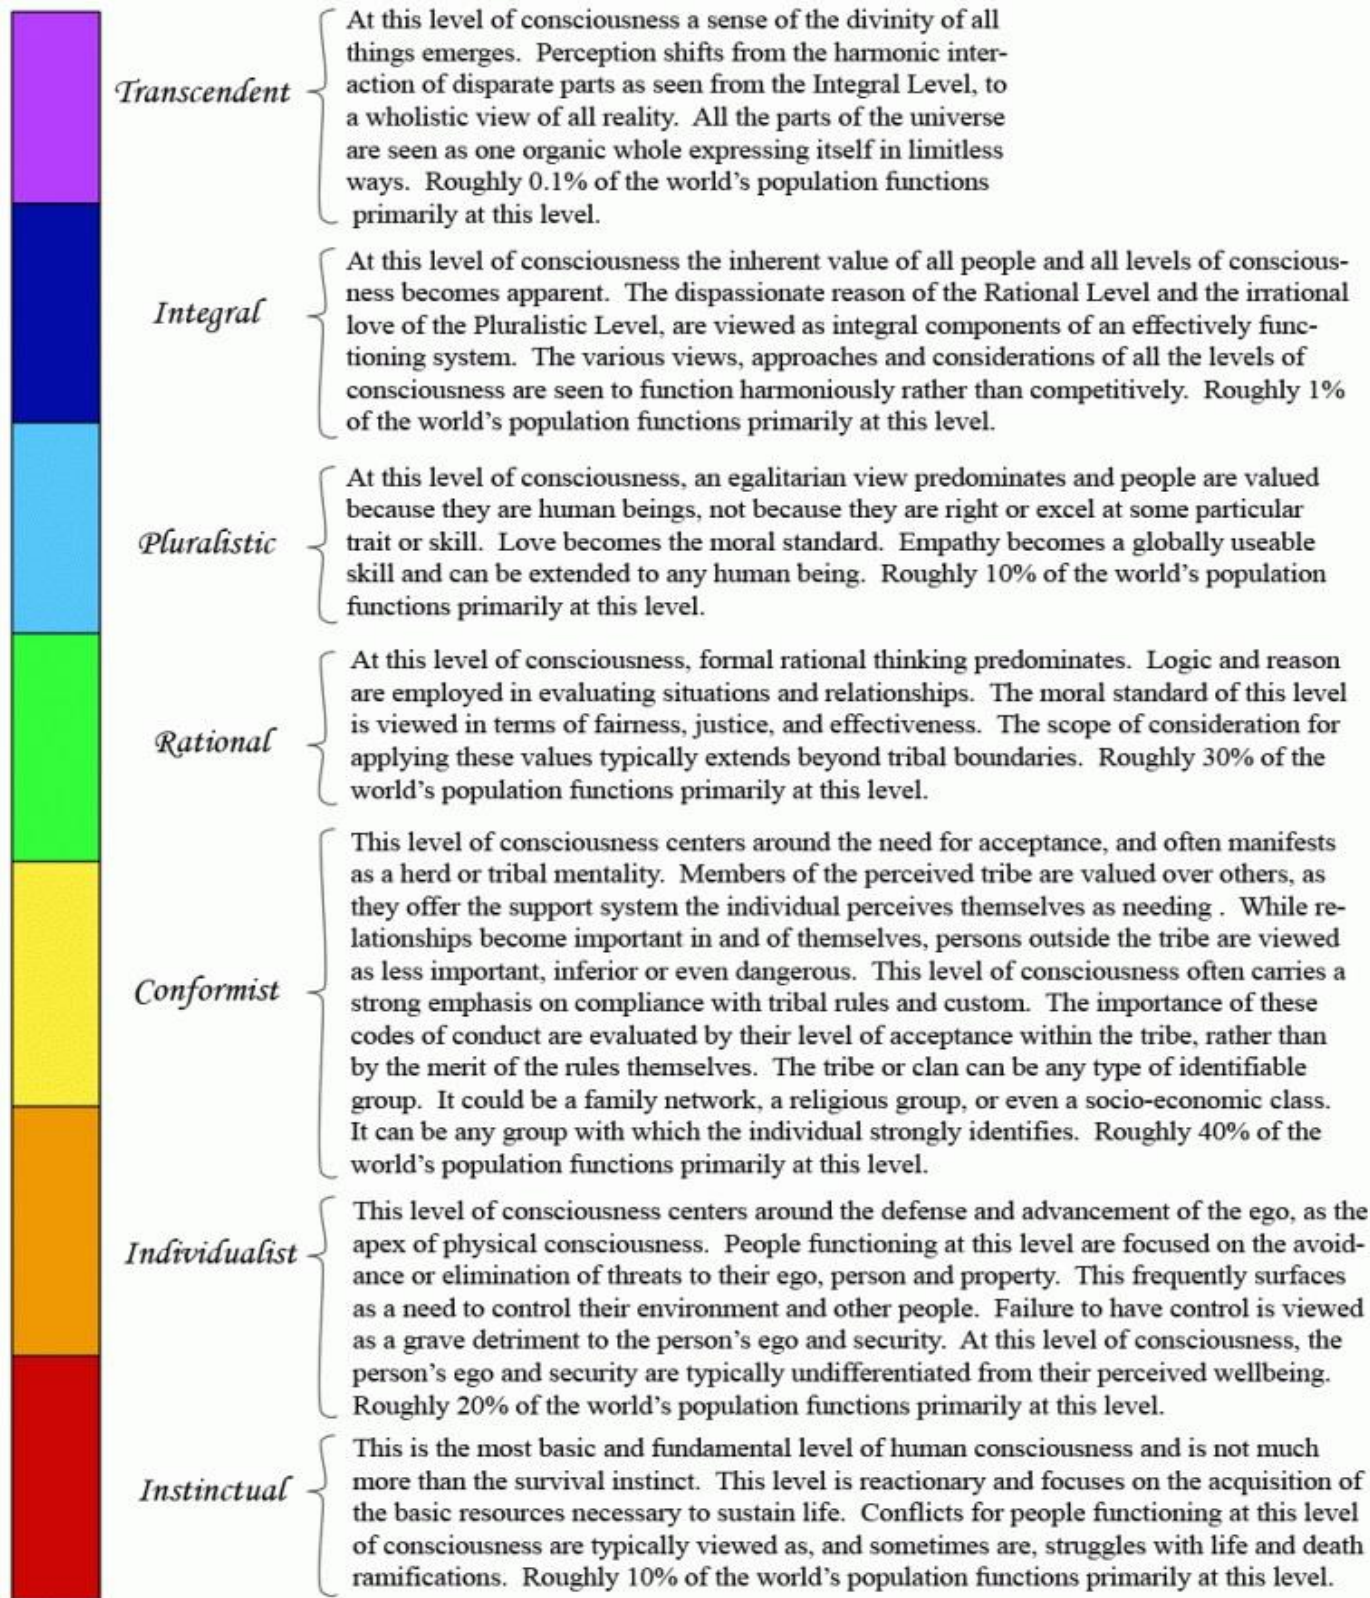 Transcendent
At this level of consciousness a sense of the divinity of all
things emerges.  Perception shifts from the harmonic inter-
action of disparate parts as seen from the Integral Level, to
a wholistic view of all reality.  All the parts of the universe
are seen as one organic whole expressing itself in limitless
ways.  Roughly 0.1% of the world's population functions
primarily at this level.
Integral
At this level of consciousness the inherent value of all people and all levels of conscious-
ness becomes apparent.  The dispassionate reason of the Rational Level and the irrational
love of the Pluralistic Level, are viewed as integral components of an effectively func-
tioning system.  The various views, approaches and considerations of all the levels of
consciousness are seen to function harmoniously rather than competitively.  Roughly 1%
of the world's population functions primarily at this level.
Pluralistic
At this level of consciousness, an egalitarian view predominates and people are valued
because they are human beings, not because they are right or excel at some particular
trait or skill.  Love becomes the moral standard.  Empathy becomes a globally useable
skill and can be extended to any human being.  Roughly 10% of the world's population
functions primarily at this level.
Rational
At this level of consciousness, formal rational thinking predominates.  Logic and reason
are employed in evaluating situations and relationships.  The moral standard of this level
is viewed in terms of fairness, justice, and effectiveness.  The scope of consideration for
applying these values typically extends beyond tribal boundaries.  Roughly 30% of the
world's population functions primarily at this level.
Conformist
This level of consciousness centers around the need for acceptance, and often manifests
as a herd or tribal mentality.  Members of the perceived tribe are valued over others, as
they offer the support system the individual perceives themselves as needing .  While re-
lationships become important in and of themselves, persons outside the tribe are viewed
as less important, inferior or even dangerous.  This level of consciousness often carries a
strong emphasis on compliance with tribal rules and custom.  The importance of these
codes of conduct are evaluated by their level of acceptance within the tribe, rather than
by the merit of the rules themselves.  The tribe or clan can be any type of identifiable
group.  It could be a family network, a religious group, or even a socio-economic class.
It can be any group with which the individual strongly identifies.  Roughly 40% of the
world's population functions primarily at this level.
Individualist
This level of consciousness centers around the defense and advancement of the ego, as the
apex of physical consciousness.  People functioning at this level are focused on the avoid-
ance or elimination of threats to their ego, person and property.  This frequently surfaces
as a need to control their environment and other people.  Failure to have control is viewed
as a grave detriment to the person's ego and security.  At this level of consciousness, the
person's ego and security are typically undifferentiated from their perceived wellbeing.
Roughly 20% of the world's population functions primarily at this level.
Instinctual
This is the most basic and fundamental level of human consciousness and is not much
more than the survival instinct.  This level is reactionary and focuses on the acquisition of
the basic resources necessary to sustain life.  Conflicts for people functioning at this level
of consciousness are typically viewed as, and sometimes are, struggles with life and death
ramifications.  Roughly 10% of the world's population functions primarily at this level.